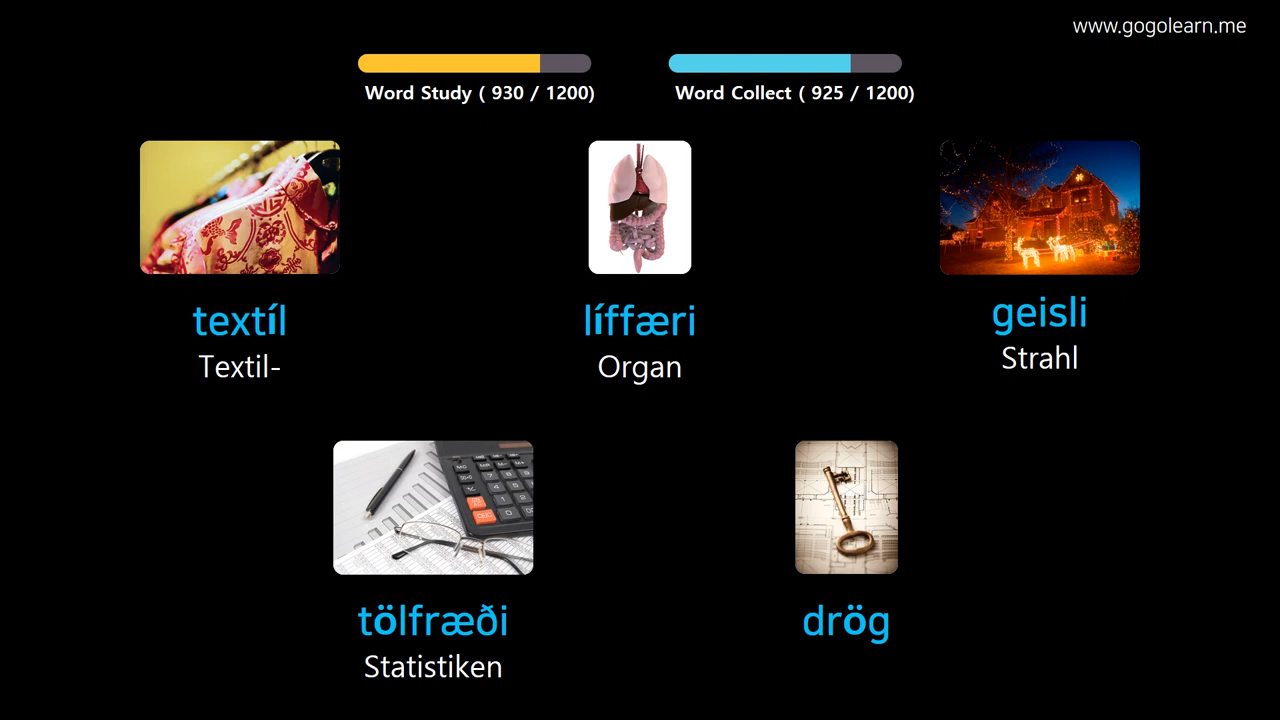 www.gogolearn.me
Word Study ( 930 / 1200)
Word Collect ( 925 / 1200)
textíl
Textil-
líffæri
Organ
geisli
Strahl
tölfræði
Statistiken
drög